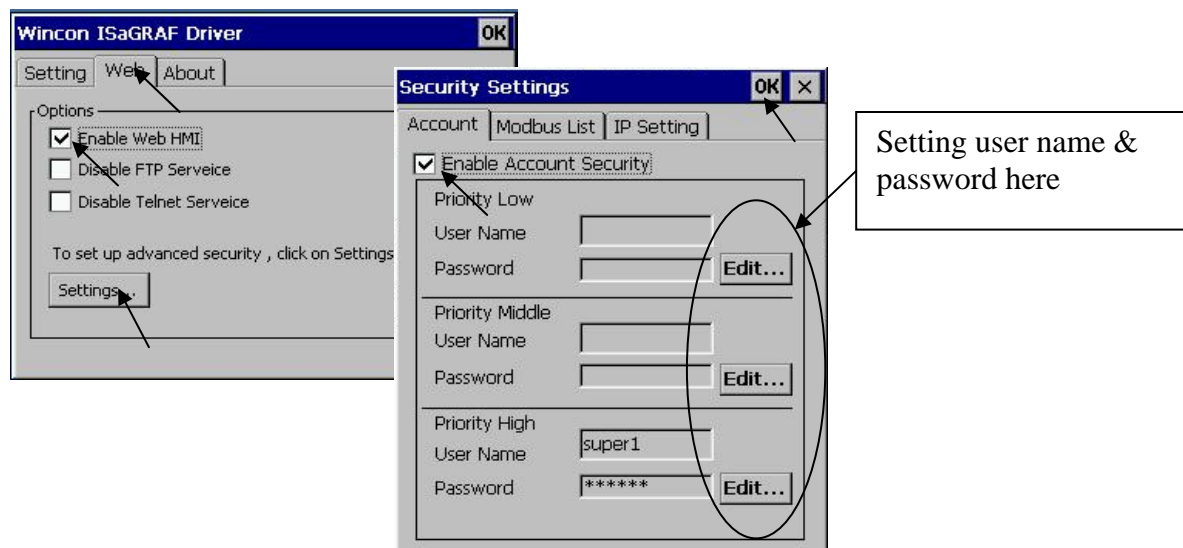 Wincon ISaGRAF Driver OK
Setting Web About
Options
Enable Web HMI
Disable FTP Serveice
Disable Telnet Serveice
To set up advanced security , click on Settings
Settings...
Security Settings OK ×
Account Modbus List IP Setting
Enable Account Security
Priority Low
User Name
Password Edit...
Priority Middle
User Name
Password Edit...
Priority High
User Name super1
Password ****** Edit...
Setting user name &
password here